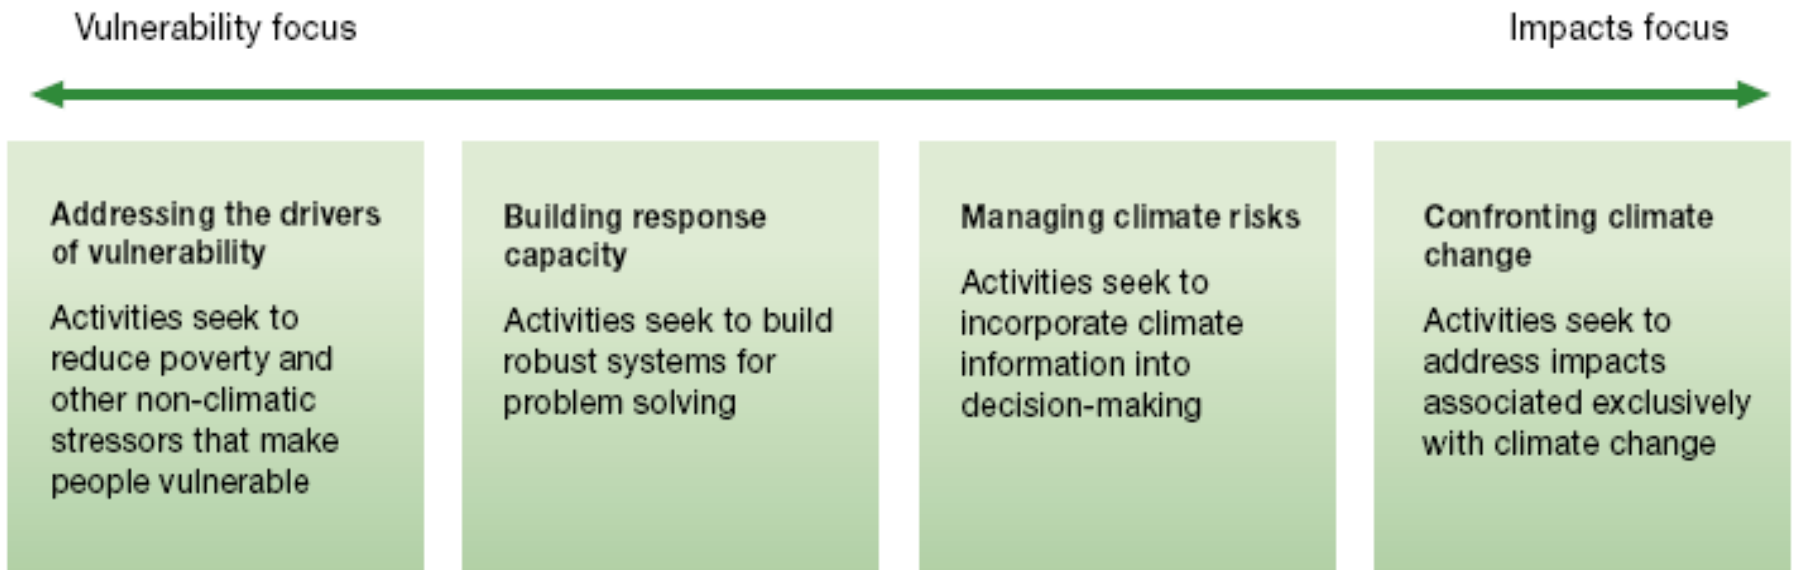 Vulnerability focus
Impacts focus
Addressing the drivers
of vulnerability
Activities seek to
reduce poverty and
other non-climatic
stressors that make
people vulnerable
Building response
capacity
Activities seek to build
robust systems for
problem solving
Managing climate risks
Activities seek to
incorporate climate
information into
decision-making
Confronting climate
change
Activities seek to
address impacts
associated exclusively
with climate change